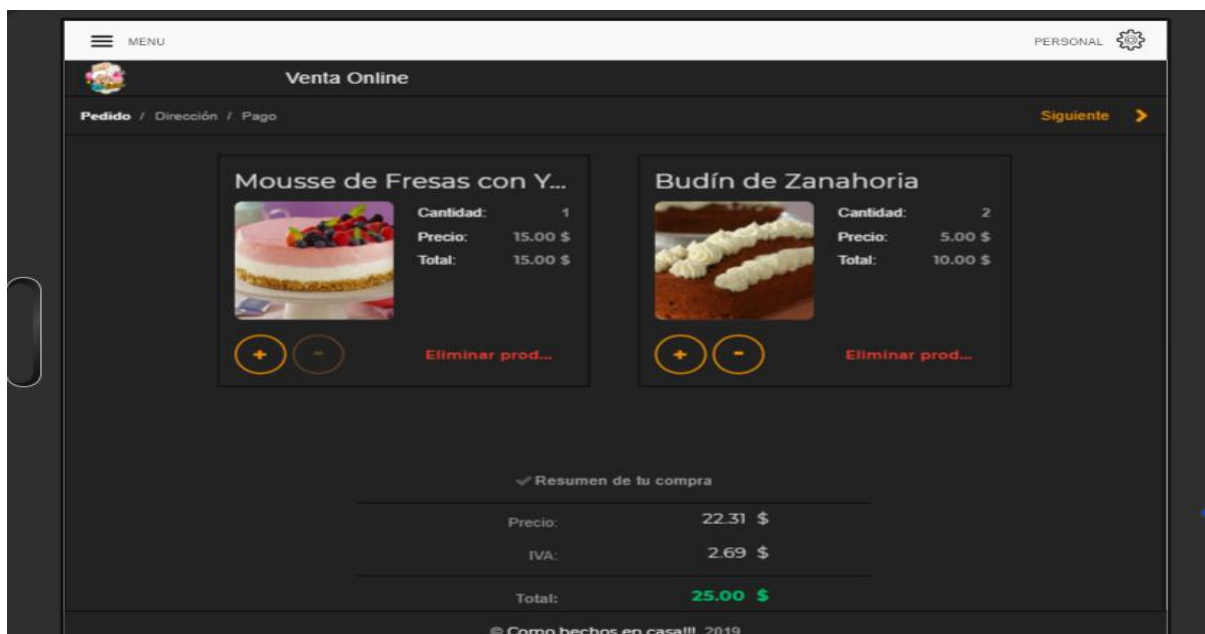 MENU
PERSONAL
Venta Online
Pedido / Dirección / Pago
Siguiente
Mousse de Fresas con Y...
Cantidad: 1
Precio: 15.00 $
Total: 15.00 $
+ -
Eliminar prod...
Budín de Zanahoria
Cantidad: 2
Precio: 5.00 $
Total: 10.00 $
+ -
Eliminar prod...
Resumen de tu compra
Precio: 22.31 $
IVA: 2.69 $
Total: 25.00 $
© Como hechos en casa!!! 2019